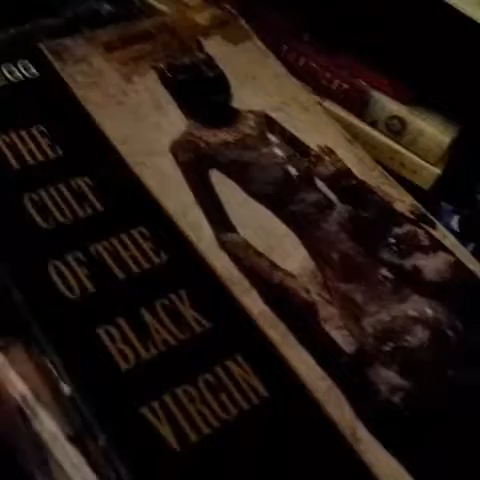 THE
CULT
OF THE
BLACK
VIRGIN